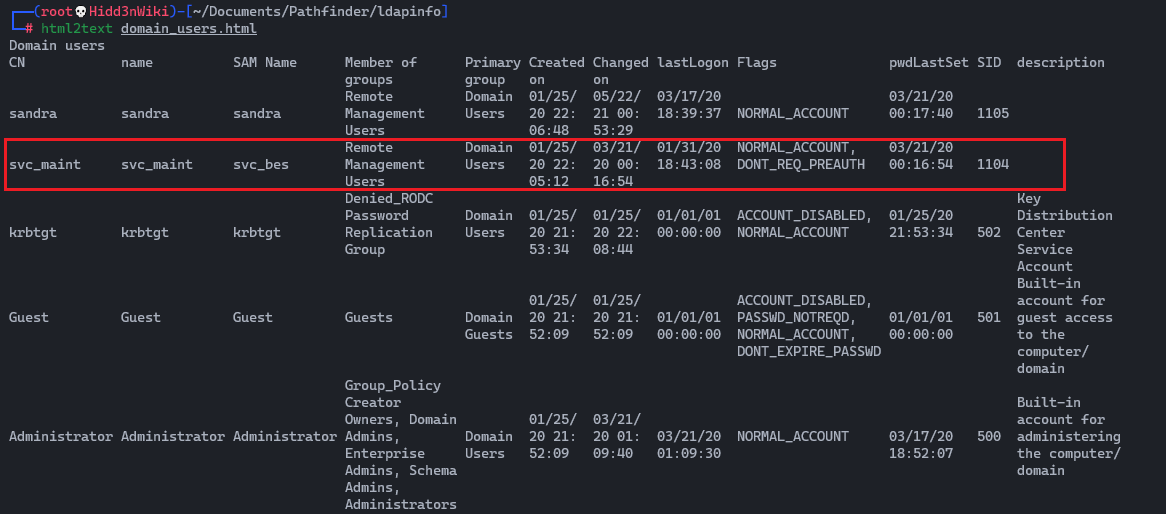 ┌──(root💀Hidd3nWiki)-[~/Documents/Pathfinder/ldapinfo]
└─# html2text domain_users.html
Domain users
CN name SAM Name Member of Primary Created Changed lastLogon Flags pwdLastSet SID description
groups group on on
Remote Domain 01/25/ 05/22/ 03/17/20 03/21/20
sandra sandra sandra Management Users 20 22: 21 00: 18:39:37 NORMAL_ACCOUNT 00:17:40 1105
Users 06:48 53:29
Remote Domain 01/25/ 03/21/ 01/31/20 NORMAL_ACCOUNT, 03/21/20
svc_maint svc_maint svc_bes Management Users 20 22: 20 00: 18:43:08 DONT_REQ_PREAUTH 00:16:54 1104
Users 05:12 16:54
Denied_RODC Key
Password Domain 01/25/ 01/25/ 01/01/01 ACCOUNT_DISABLED, 01/25/20 Distribution
krbtgt krbtgt krbtgt Replication Users 20 21: 20 22: 00:00:00 NORMAL_ACCOUNT 21:53:34 502 Center
Group 53:34 08:44 Service
Account
Built-in
01/25/ 01/25/ ACCOUNT_DISABLED, account for
Guest Guest Guest Guests Domain 20 21: 20 21: 01/01/01 PASSWD_NOTREQD, 01/01/01 501 guest access
Guests 52:09 52:09 00:00:00 NORMAL_ACCOUNT, 00:00:00 to the
DONT_EXPIRE_PASSWD computer/
domain
Group_Policy
Creator Built-in
Owners, Domain 01/25/ 03/21/ account for
Administrator Administrator Administrator Admins, Domain 20 21: 20 01: 03/21/20 NORMAL_ACCOUNT 03/17/20 500 administering
Enterprise Users 52:09 09:40 01:09:30 18:52:07 the computer/
Admins, Schema domain
Admins,
Administrators